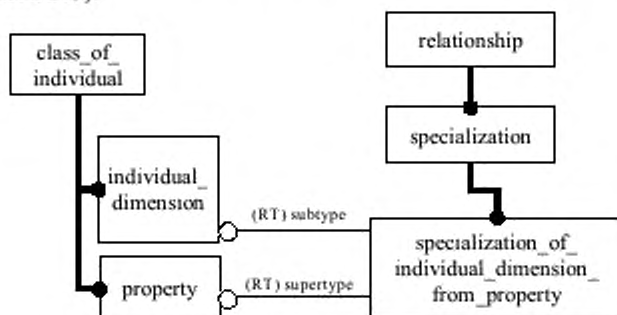 class_of_
individual
relationship
specialization
individual_
dimension
(RT) subtype
specialization_of_
individual_dimension_
from_property
property
(RT) supertype